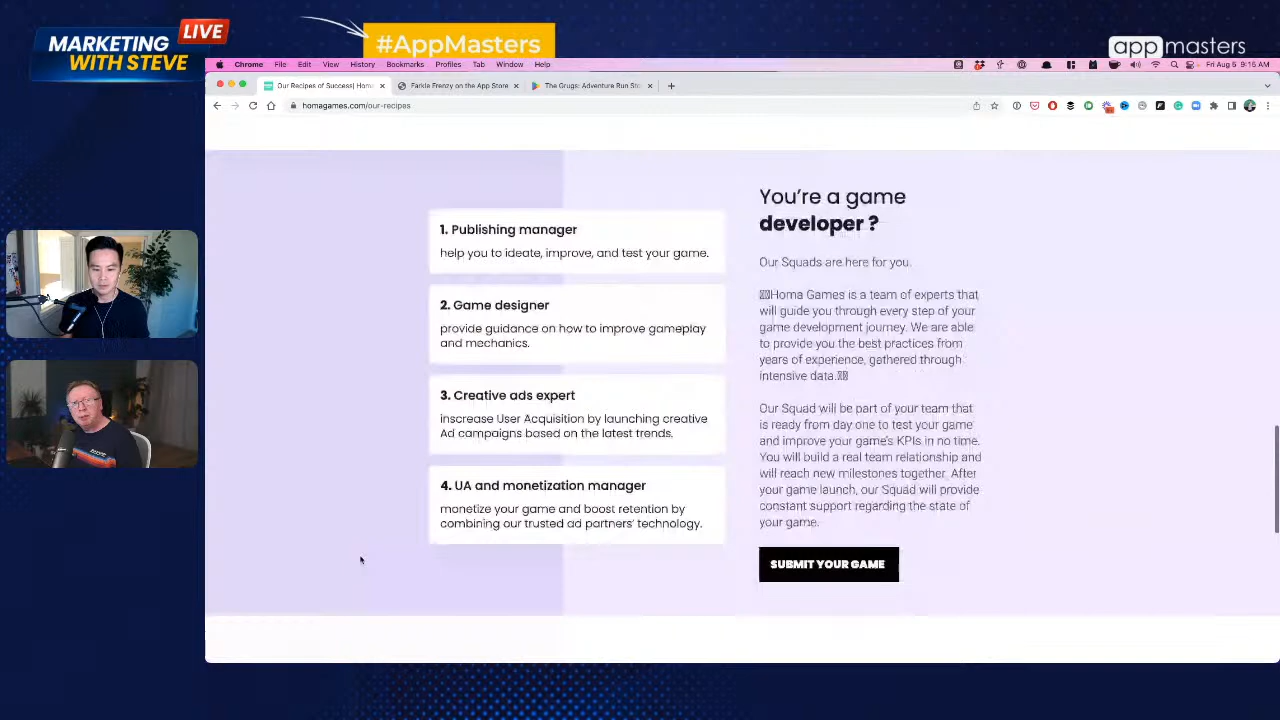 MARKETING
LIVE
WITH STEVE
#AppMasters
appmasters
Chrome File Edit View History Bookmarks Profiles Tab Window Help
Fri Aug 5 9:15 AM
Our Recipes of Success| Hom
Farkle Frenzy on the App Store
The Grugs: Adventure Run Sto
homagames.com/our-recipes
1. Publishing manager
help you to ideate, improve, and test your game.
2. Game designer
provide guidance on how to improve gameplay
and mechanics.
3. Creative ads expert
inscrease User Acquisition by launching creative
Ad campaigns based on the latest trends.
4. UA and monetization manager
monetize your game and boost retention by
combining our trusted ad partners' technology.
You're a game
developer ?
Our Squads are here for you.
Homa Games is a team of experts that
will guide you through every step of your
game development journey. We are able
to provide you the best practices from
years of experience, gathered through
intensive data.
Our Squad will be part of your team that
is ready from day one to test your game
and improve your game's KPIs in no time.
You will build a real team relationship and
will reach new milestones together. After
your game launch, our Squad will provide
constant support regarding the state of
your game.
SUBMIT YOUR GAME